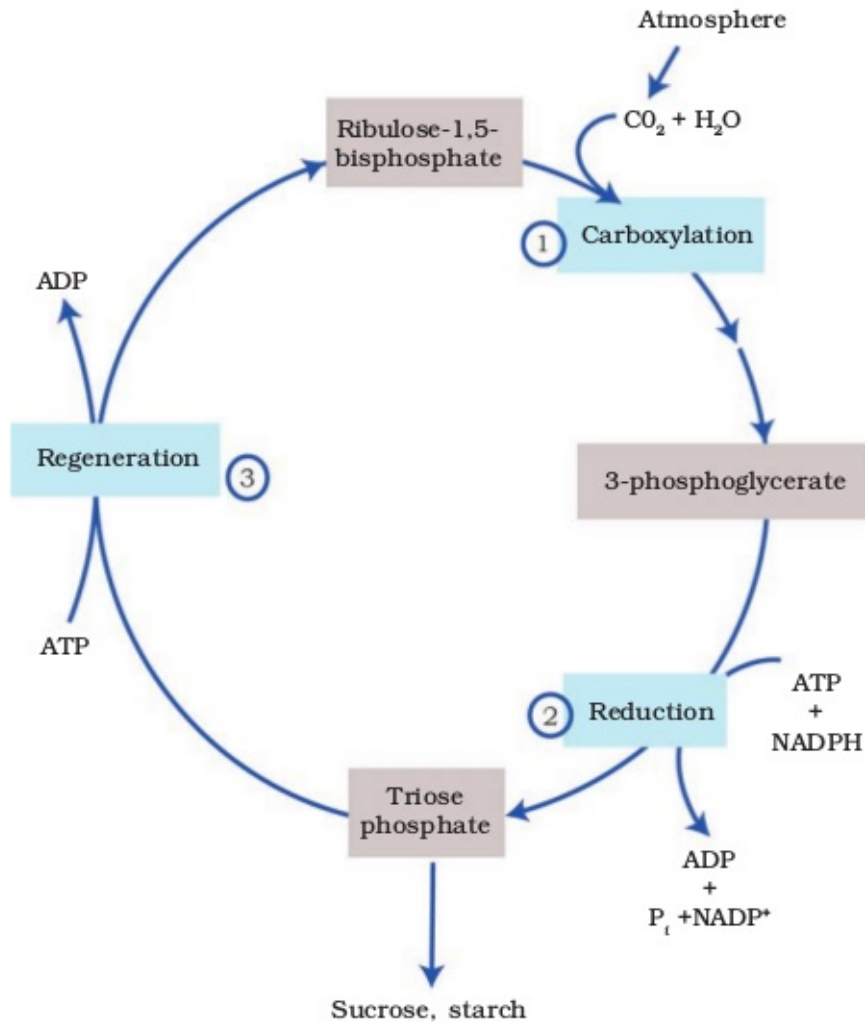 Atmosphere
C0₂ + H₂O
Ribulose-1,5-
bisphosphate
1
Carboxylation
ADP
Regeneration
3
3-phosphoglycerate
ATP
2
Reduction
ATP
+
NADPH
Triose
phosphate
ADP
+
Pᵢ +NADP⁺
Sucrose, starch